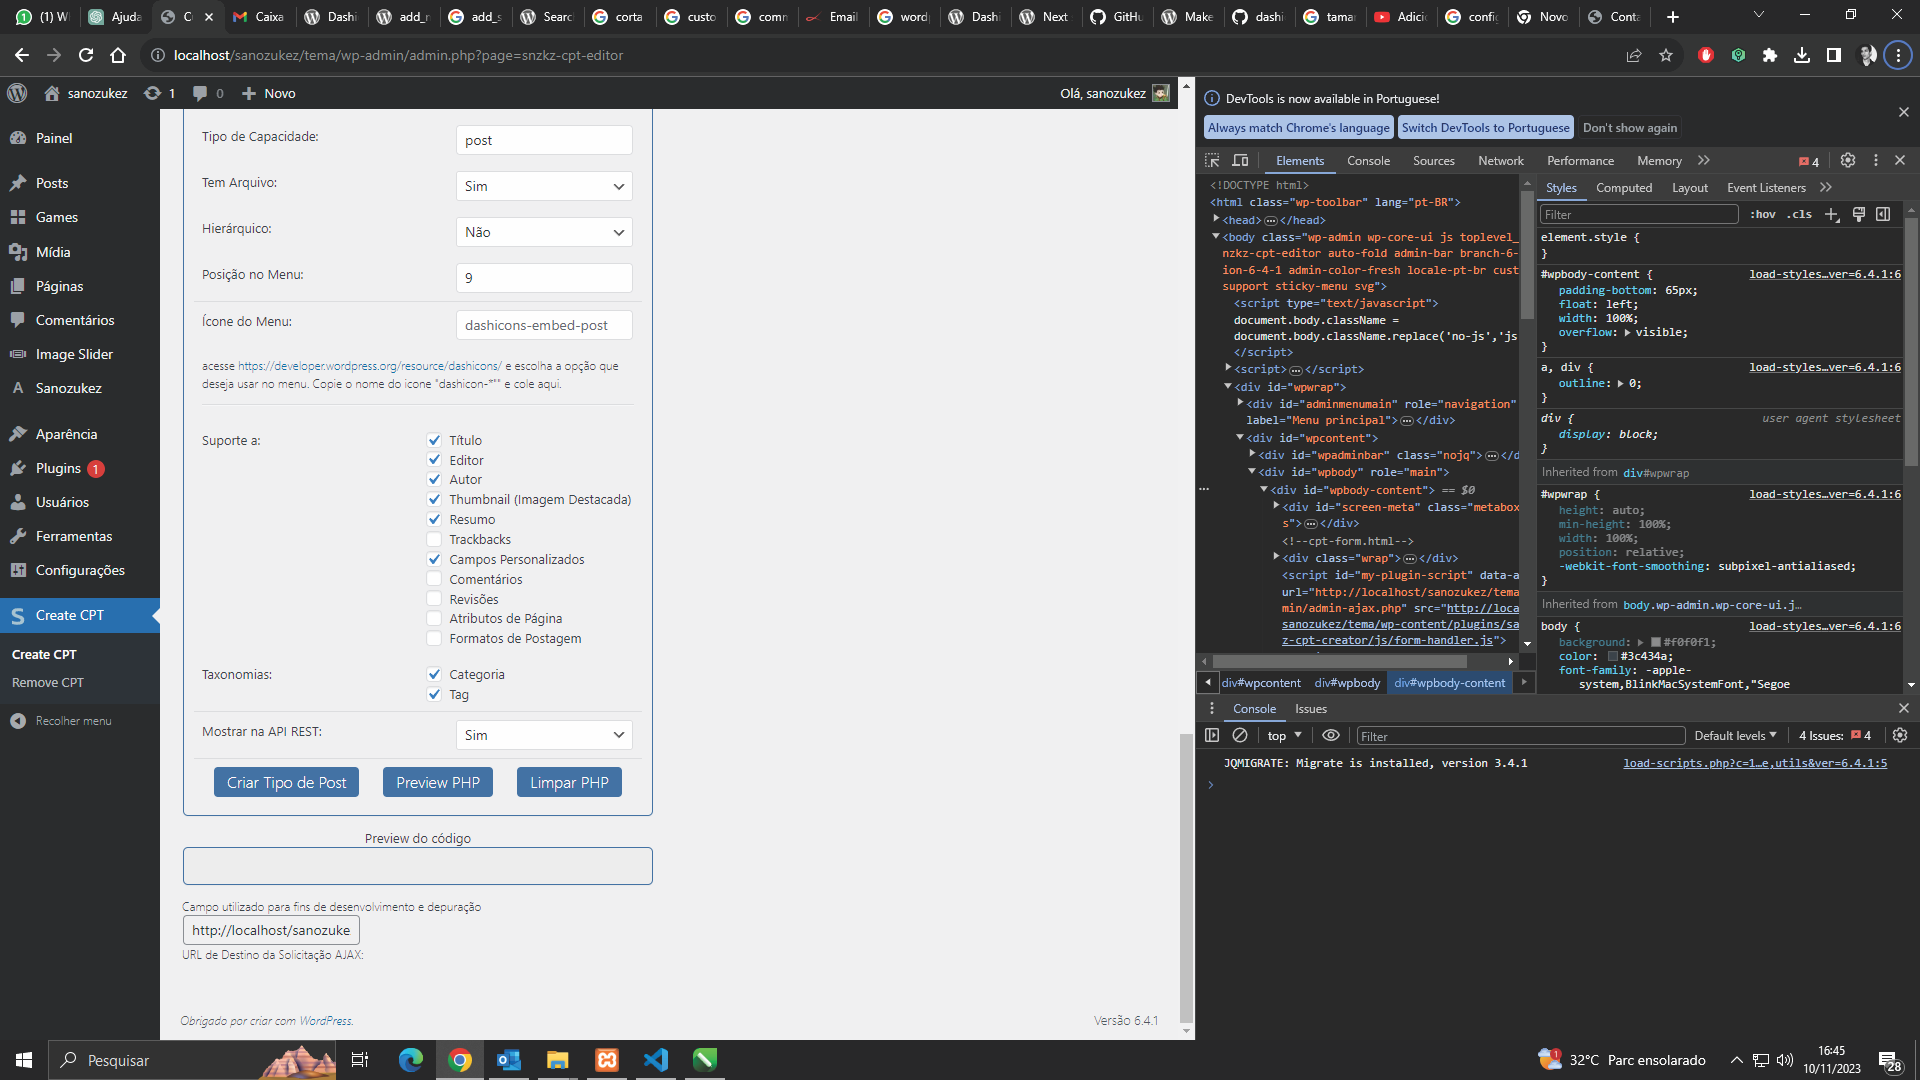 (1) W
Ajuda
C
Caixa
Dashi
add_r
add_s
Searc
corta
custo
comn
Email
wordp
Dashi
Next
GitHu
Make
dashi
tamar
Adicio
config
Novo
Conta
localhost/sanozukez/tema/wp-admin/admin.php?page=snzkz-cpt-editor
sanozukez
1
0
Novo
Olá, sanozukez
Painel
Posts
Games
Mídia
Páginas
Comentários
Image Slider
Sanozukez
Aparência
Plugins 1
Usuários
Ferramentas
Configurações
Create CPT
Create CPT
Remove CPT
Recolher menu
Tipo de Capacidade:
post
Tem Arquivo:
Sim
Hierárquico:
Não
Posição no Menu:
9
Ícone do Menu:
dashicons-embed-post
acesse https://developer.wordpress.org/resource/dashicons/ e escolha a opção que
deseja usar no menu. Copie o nome do icone "dashicon-*'" e cole aqui.
Suporte a:
Título
Editor
Autor
Thumbnail (Imagem Destacada)
Resumo
Trackbacks
Campos Personalizados
Comentários
Revisões
Atributos de Página
Formatos de Postagem
Taxonomias:
Categoria
Tag
Mostrar na API REST:
Sim
Criar Tipo de Post
Preview PHP
Limpar PHP
Preview do código
Campo utilizado para fins de desenvolvimento e depuração
http://localhost/sanozuke
URL de Destino da Solicitação AJAX:
Obrigado por criar com WordPress.
Versão 6.4.1
DevTools is now available in Portuguese!
Always match Chrome's language
Switch DevTools to Portuguese
Don't show again
Elements
Console
Sources
Network
Performance
Memory
4
<!DOCTYPE html>
<html class="wp-toolbar" lang="pt-BR">
<head>…</head>
<body class="wp-admin wp-core-ui js toplevel_
nzkz-cpt-editor auto-fold admin-bar branch-6-
ion-6-4-1 admin-color-fresh locale-pt-br cust
support sticky-menu svg">
<script type="text/javascript">
document.body.className =
document.body.className.replace('no-js','js
</script>
<script>…</script>
<div id="wpwrap">
<div id="adminmenumain" role="navigation"
label="Menu principal">…</div>
<div id="wpcontent">
<div id="wpadminbar" class="nojq">…</d
<div id="wpbody" role="main">
<div id="wpbody-content"> == $0
<div id="screen-meta" class="metabox
s">…</div>
<!--cpt-form.html-->
<div class="wrap">…</div>
<script id="my-plugin-script" data-a
url="http://localhost/sanozukez/tema
min/admin-ajax.php" src="http://loca
sanozukez/tema/wp-content/plugins/sa
z-cpt-creator/js/form-handler.js">
div#wpcontent
div#wpbody
div#wpbody-content
Styles
Computed
Layout
Event Listeners
Filter
:hov
.cls
element.style {
}
#wpbody-content {
load-styles…ver=6.4.1:6
padding-bottom: 65px;
float: left;
width: 100%;
overflow: visible;
}
a, div {
load-styles…ver=6.4.1:6
outline: 0;
}
div {
user agent stylesheet
display: block;
}
Inherited from div#wpwrap
#wpwrap {
load-styles…ver=6.4.1:6
height: auto;
min-height: 100%;
width: 100%;
position: relative;
-webkit-font-smoothing: subpixel-antialiased;
}
Inherited from body.wp-admin.wp-core-ui.j…
body {
load-styles…ver=6.4.1:6
background: #f0f0f1;
color: #3c434a;
font-family: -apple-
system,BlinkMacSystemFont,"Segoe
Console
Issues
top
Filter
Default levels
4 Issues: 4
JQMIGRATE: Migrate is installed, version 3.4.1
load-scripts.php?c=1…e,utils&ver=6.4.1:5
Pesquisar
1
32°C Parc ensolarado
16:45
10/11/2023
28